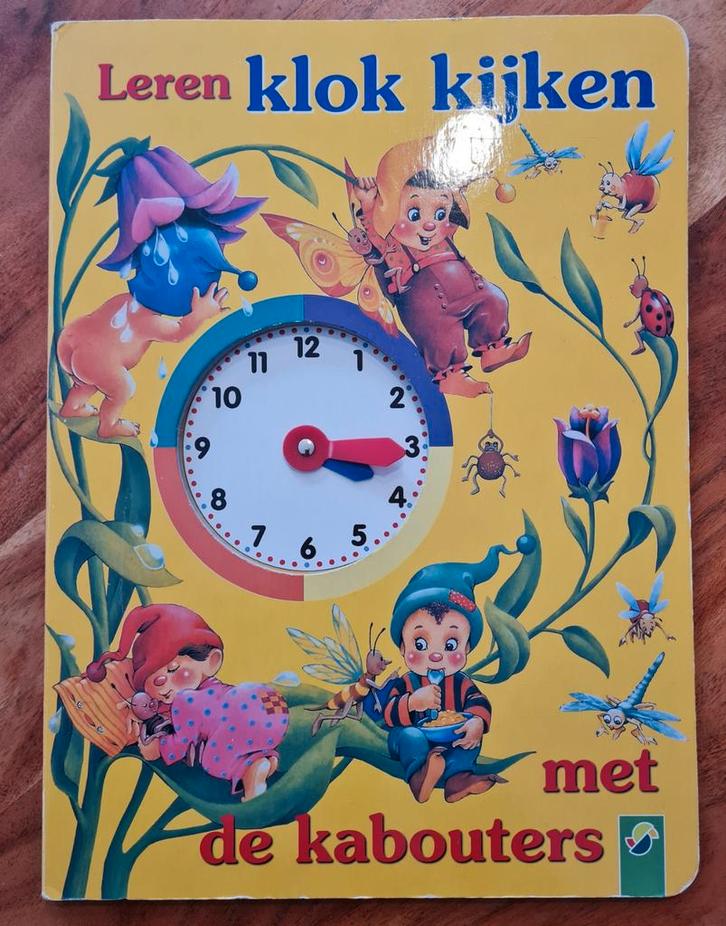 Leren klok kijken
12
11 1
10 2
9 3
8 4
7 5
6
met
de kabouters